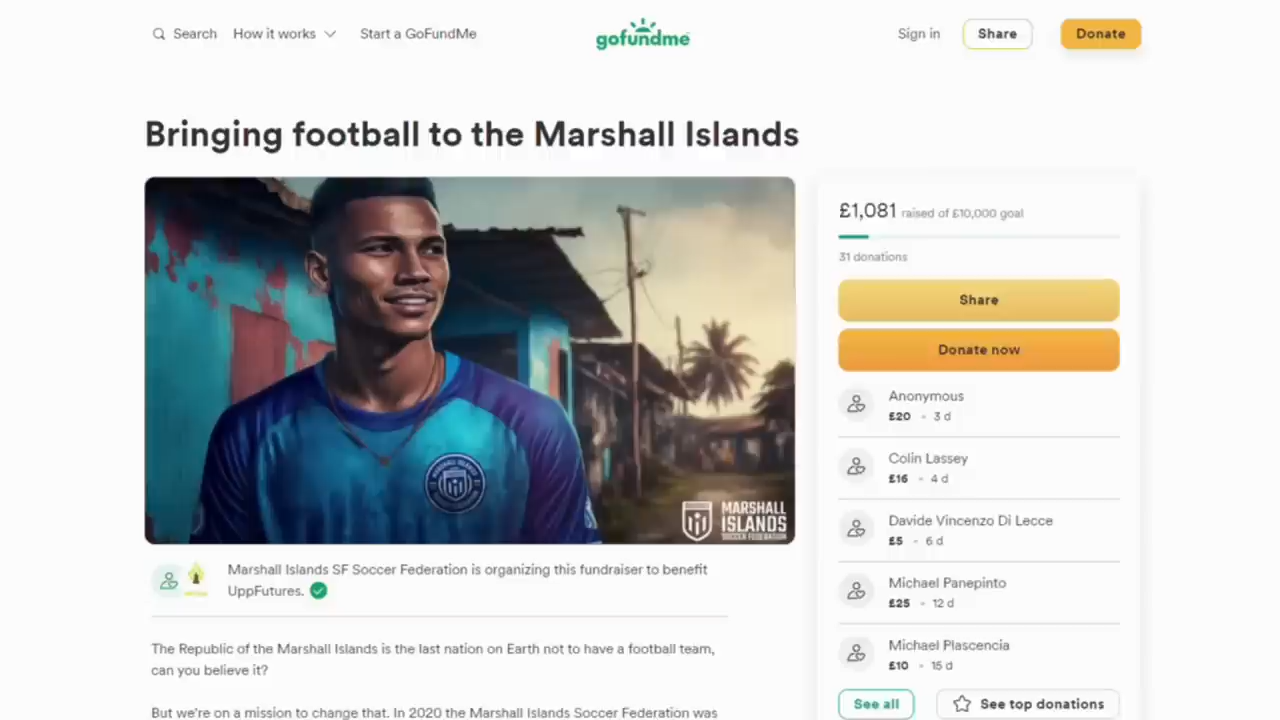 Search How it works Start a GoFundMe
gofundme
Sign in Share Donate
Bringing football to the Marshall Islands
MARSHALL ISLANDS
MARSHALL
ISLANDS
SOCCER FEDERATION
Marshall Islands SF Soccer Federation is organizing this fundraiser to benefit
UppFutures.
The Republic of the Marshall Islands is the last nation on Earth not to have a football team,
can you believe it?
But we're on a mission to change that. In 2020 the Marshall Islands Soccer Federation was
£1,081 raised of £10,000 goal
31 donations
Share
Donate now
Anonymous
£20 • 3 d
Colin Lassey
£16 • 4 d
Davide Vincenzo Di Lecce
£5 • 6 d
Michael Panepinto
£25 • 12 d
Michael Plascencia
£10 • 15 d
See all See top donations